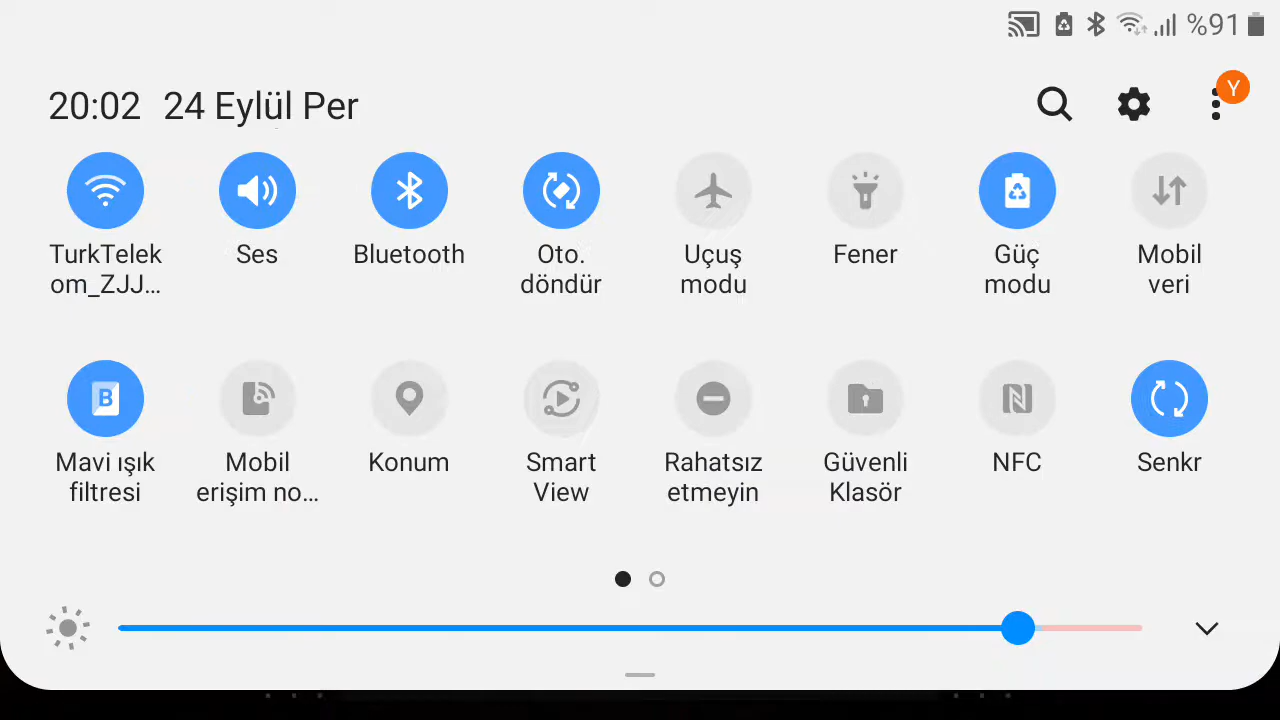 %91
20:02 24 Eylül Per
Y
TurkTelek
om_ZJJ...
Ses
Bluetooth
Oto.
döndür
Uçuş
modu
Fener
Güç
modu
Mobil
veri
B
Mavi ışık
filtresi
Mobil
erişim no...
Konum
Smart
View
Rahatsız
etmeyin
Güvenli
Klasör
NFC
Senkr